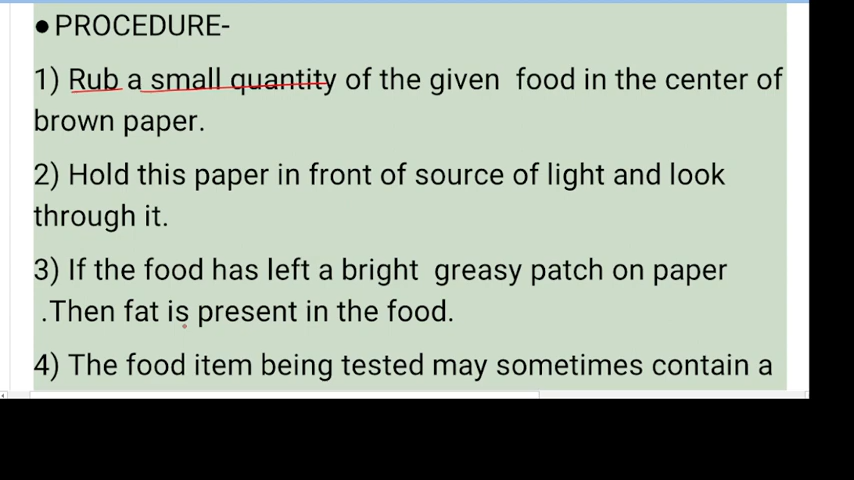 ● PROCEDURE-
1) Rub a small quantity of the given  food in the center of
brown paper.
2) Hold this paper in front of source of light and look
through it.
3) If the food has left a bright  greasy patch on paper
.Then fat is present in the food.
4) The food item being tested may sometimes contain a